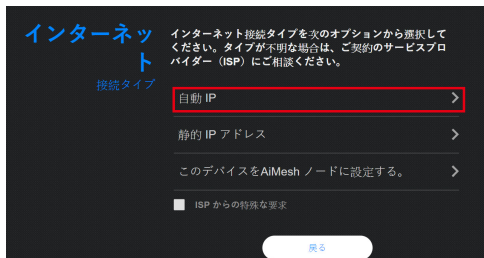 インターネッ
ト
接続タイプ
インターネット接続タイプを次のオプションから選択して
ください。タイプが不明な場合は、ご契約のサービスプロ
バイダー（ISP）にご相談ください。
自動 IP
静的 IP アドレス
このデバイスをAiMesh ノードに設定する。
ISP からの特殊な要求
戻る